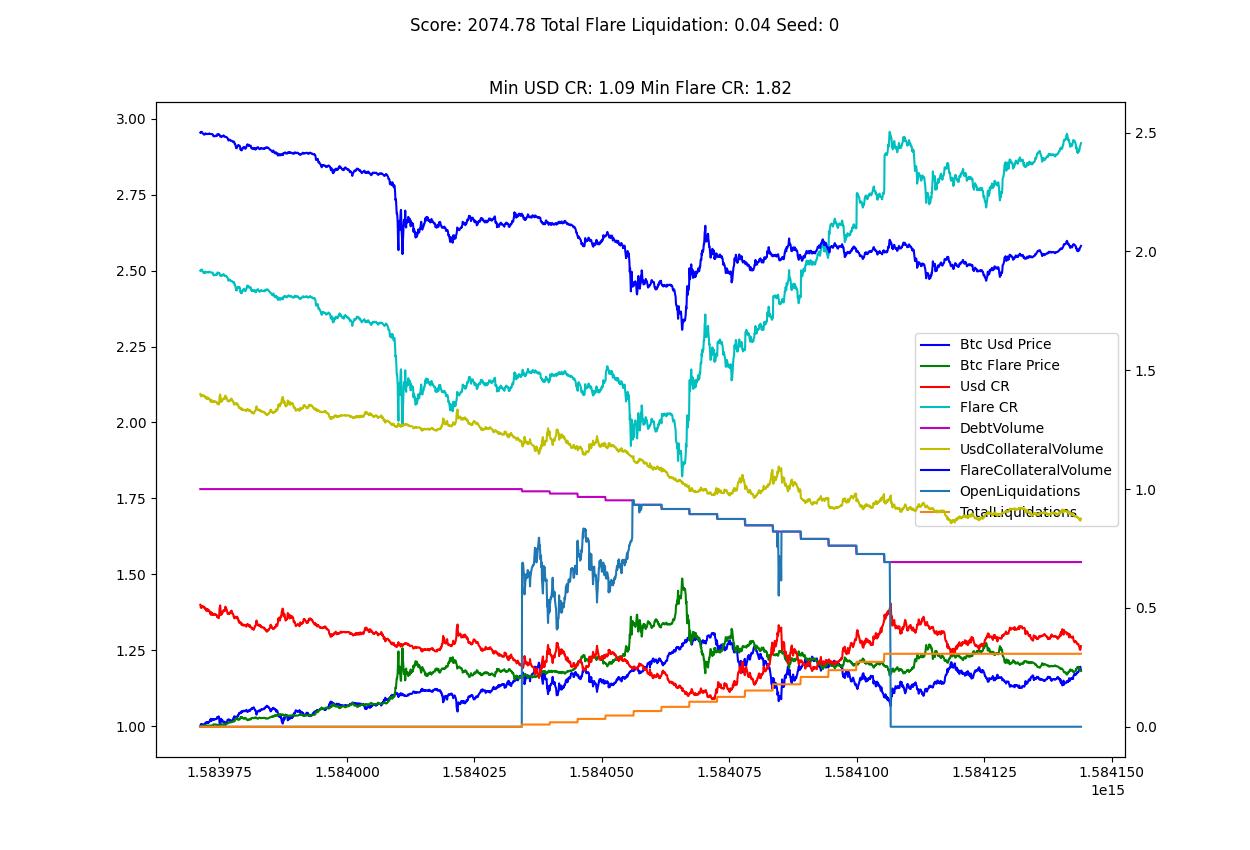 Score: 2074.78 Total Flare Liquidation: 0.04 Seed: 0
Min USD CR: 1.09 Min Flare CR: 1.82
3.00
2.75
2.50
2.25
2.00
1.75
1.50
1.25
1.00
2.5
2.0
1.5
1.0
0.5
0.0
Btc Usd Price
Btc Flare Price
Usd CR
Flare CR
DebtVolume
UsdCollateralVolume
FlareCollateralVolume
OpenLiquidations
TotalLiquidations
1.583975 1.584000 1.584025 1.584050 1.584075 1.584100 1.584125 1.584150
1e15